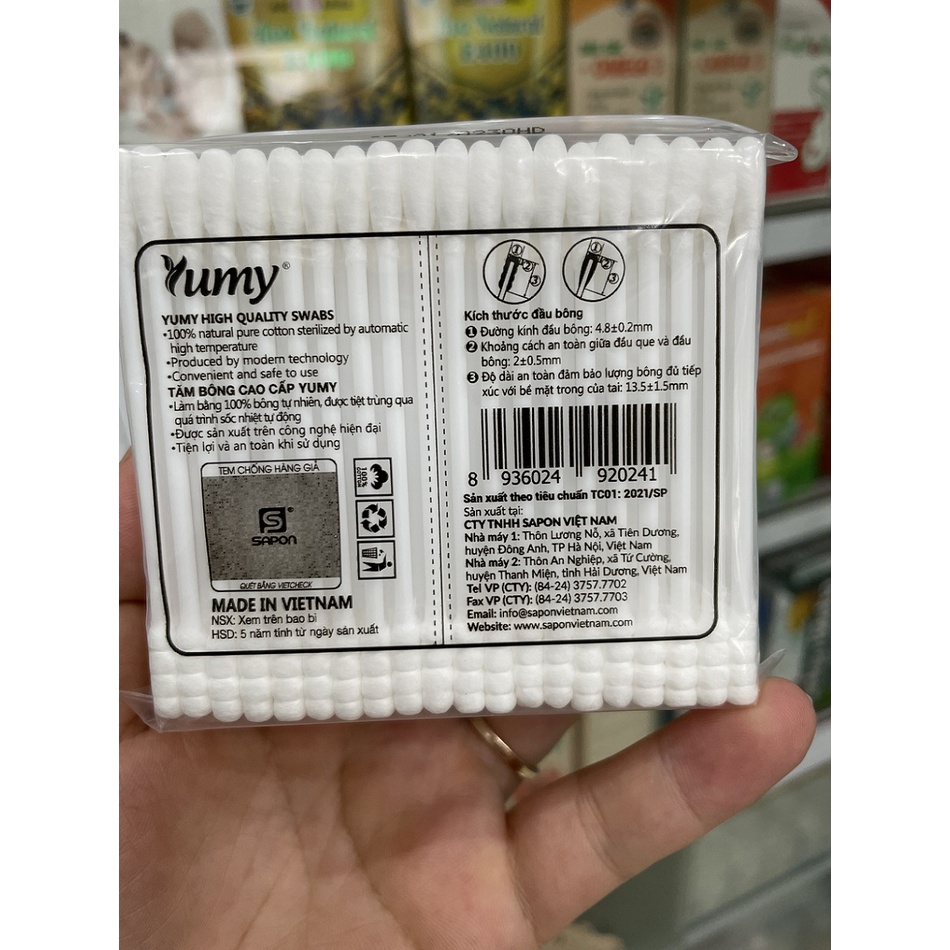 Yumy®
YUMY HIGH QUALITY SWABS
•100% natural pure cotton sterilized by automatic
high temperature
•Produced by modern technology
•Convenient and safe to use
TĂM BÔNG CAO CẤP YUMY
•Làm bằng 100% bông tự nhiên, được tiệt trùng qua
quá trình sốc nhiệt tự động
•Được sản xuất trên công nghệ hiện đại
•Tiện lợi và an toàn khi sử dụng
TEM CHỐNG HÀNG GIẢ
S®
SAPON
QUÉT BẰNG VIETCHECK
100%
COTTON
MADE IN VIETNAM
NSX: Xem trên bao bì
HSD: 5 năm tính từ ngày sản xuất
1 2 3
1 2 3
Kích thước đầu bông
1 Đường kính đầu bông: 4.8±0.2mm
2 Khoảng cách an toàn giữa đầu que và đầu
bông: 2±0.5mm
3 Độ dài an toàn đảm bảo lượng bông đủ tiếp
xúc với bé mặt trong của tai: 13.5±1.5mm
8 936024 920241
Sản xuất theo tiêu chuẩn TC01: 2021/SP
Sản xuất tại:
CTY TNHH SAPON VIỆT NAM
Nhà máy 1: Thôn Lương Nỗ, xã Tiên Dương,
huyện Đông Anh, TP Hà Nội, Việt Nam
Nhà máy 2: Thôn An Nghiệp, xã Tứ Cường,
huyện Thanh Miện, tỉnh Hải Dương, Việt Nam
Tel VP (CTY): (84-24) 3757.7702
Fax VP (CTY): (84-24) 3757.7703
Email: info@saponvietnam.com
Website: www.saponvietnam.com